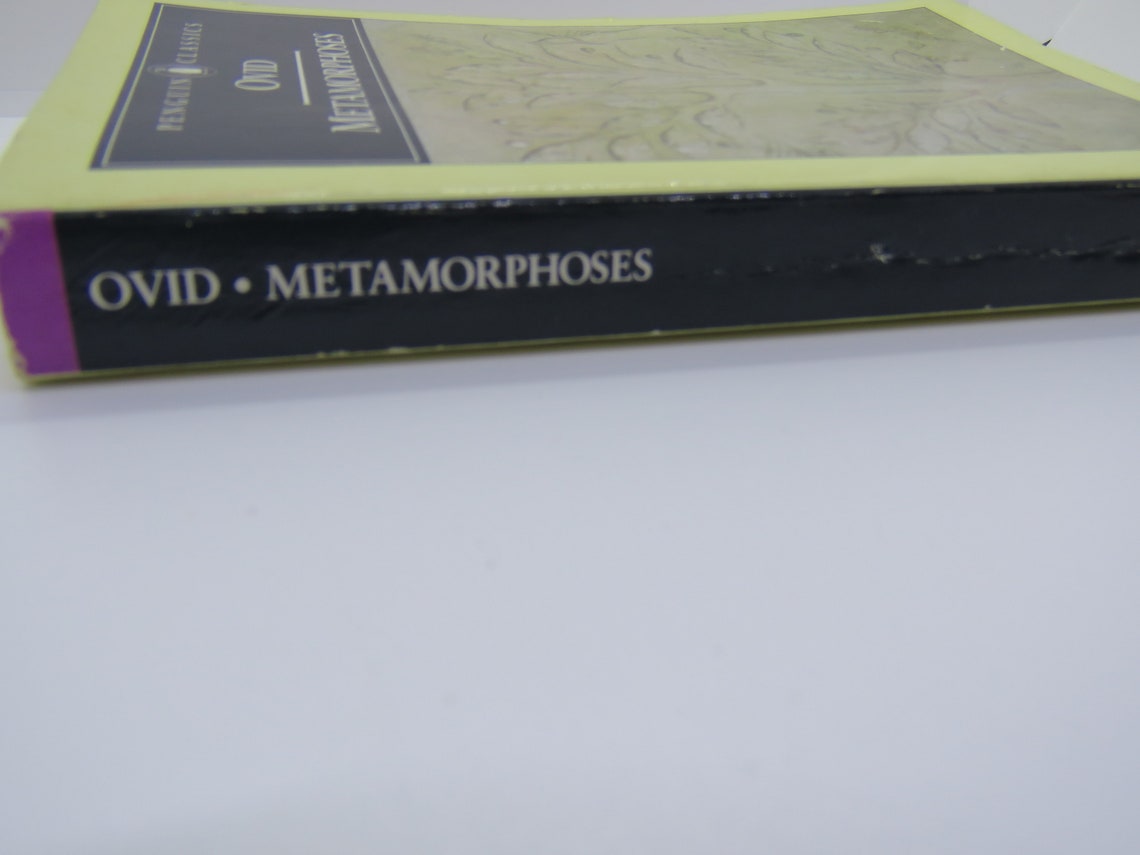 PENGUIN CLASSICS
OVID
METAMORPHOSES
OVID • METAMORPHOSES